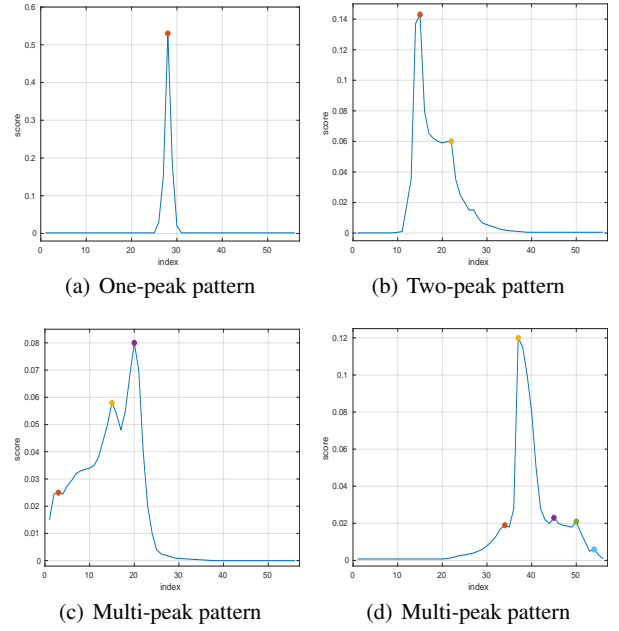 0.6
0.5
0.4
0.3
0.2
0.1
0
score
0 10 20 30 40 50
index
(a) One-peak pattern
0.14
0.12
0.1
0.08
0.06
0.04
0.02
0
score
0 10 20 30 40 50
index
(b) Two-peak pattern
0.08
0.07
0.06
0.05
0.04
0.03
0.02
0.01
0
score
0 10 20 30 40 50
index
(c) Multi-peak pattern
0.12
0.1
0.08
0.06
0.04
0.02
0
score
0 10 20 30 40 50
index
(d) Multi-peak pattern